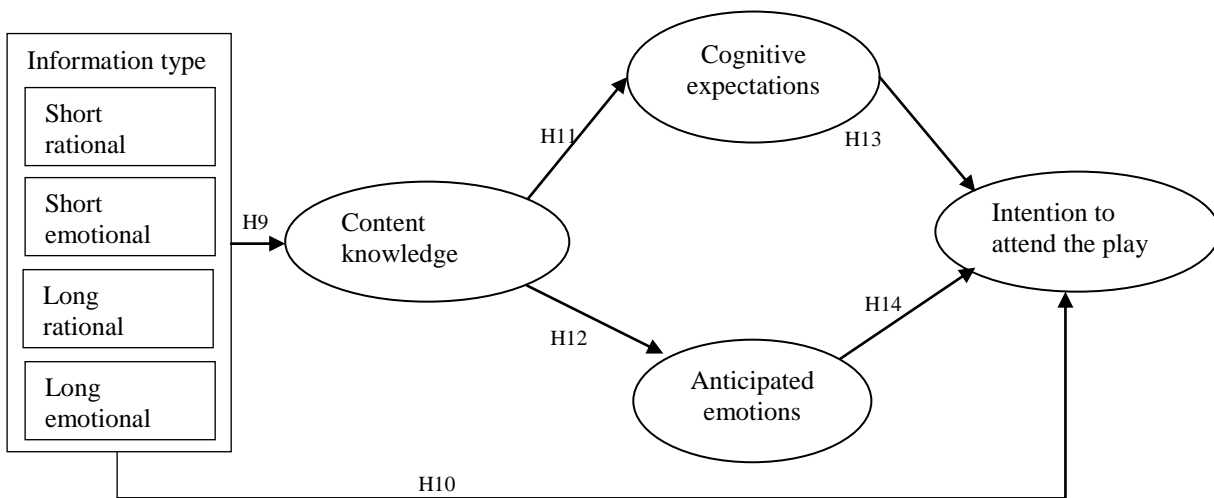 Information type
Short
rational
Short
emotional
Long
rational
Long
emotional
H9
Content
knowledge
H11
H12
Cognitive
expectations
H13
Anticipated
emotions
H14
Intention to
attend the play
H10